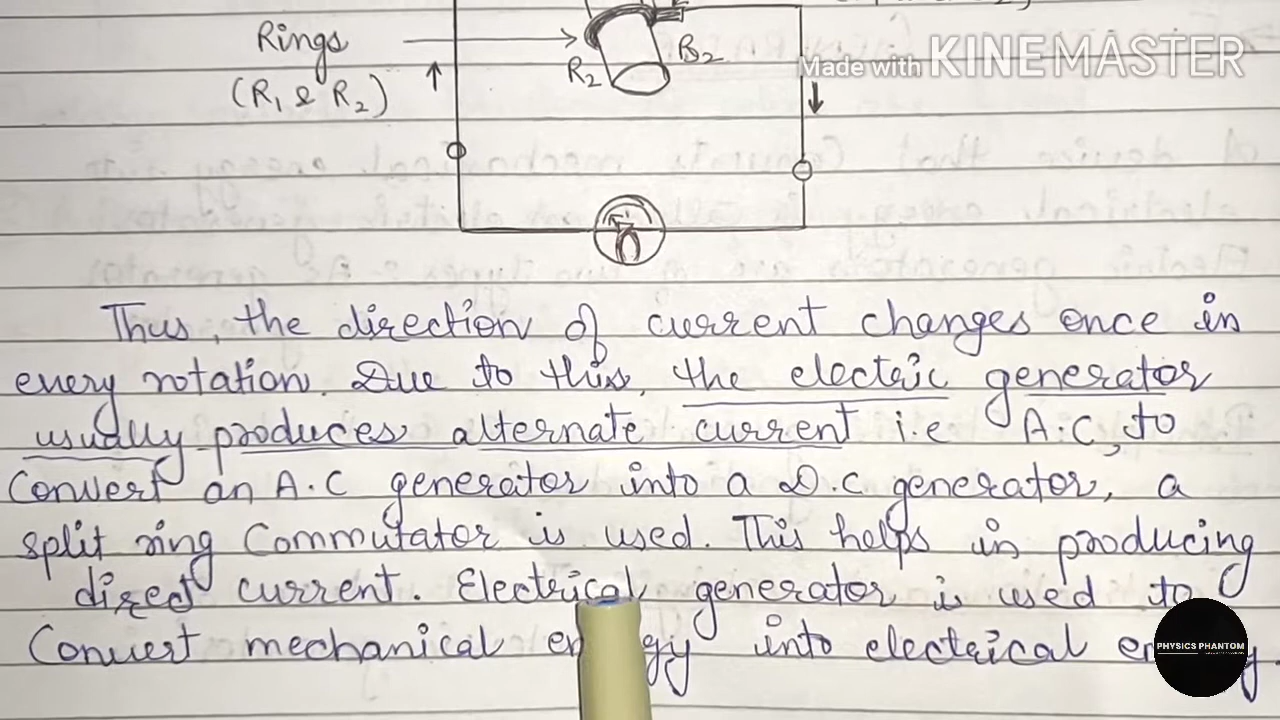 Rings
(R1 & R2)
R2
B2
Made with KINEMASTER
Thus, the direction of current changes once in
every rotation. Due to this, the electric generator
usually produces alternate current i.e A.C, to
Convert an A.C generator into a D.C. generator, a
split ring Commutator is used. This helps in producing
direct current. Electrical generator is used to
Convert mechanical energy into electrical
PHYSICS PHANTOM